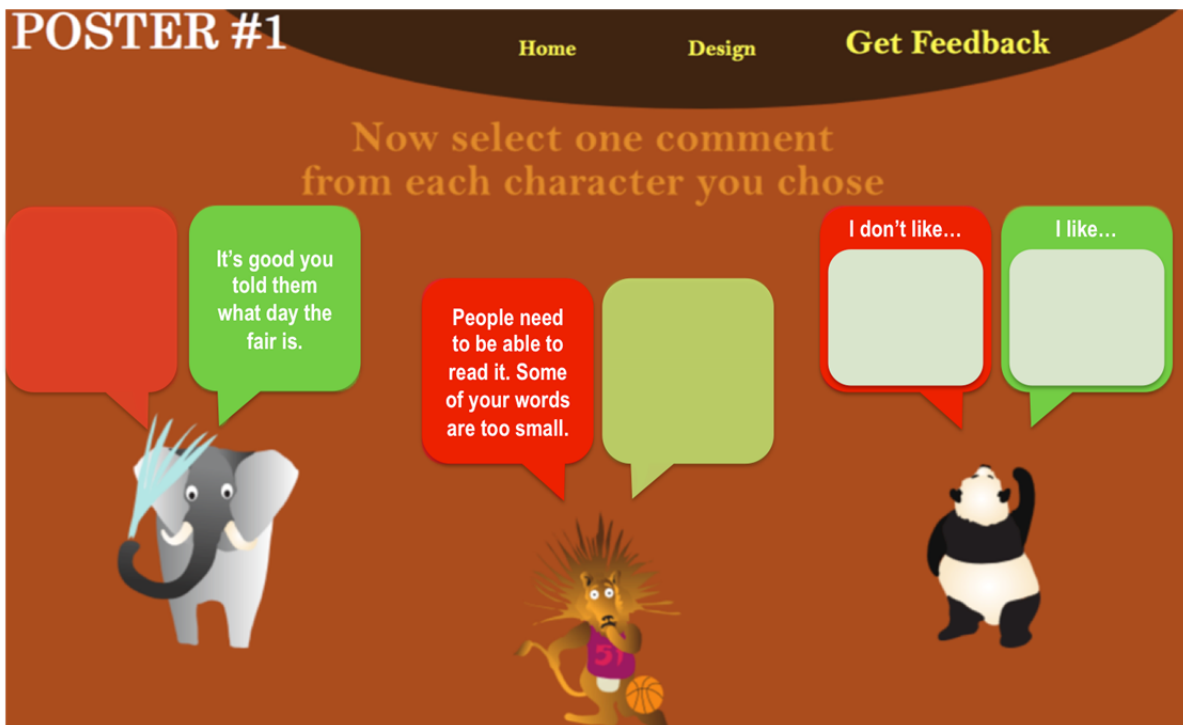 POSTER #1
Home
Design
Get Feedback
Now select one comment
from each character you chose
It's good you
told them
what day the
fair is.
People need
to be able to
read it. Some
of your words
are too small.
I don't like…
I like…
51